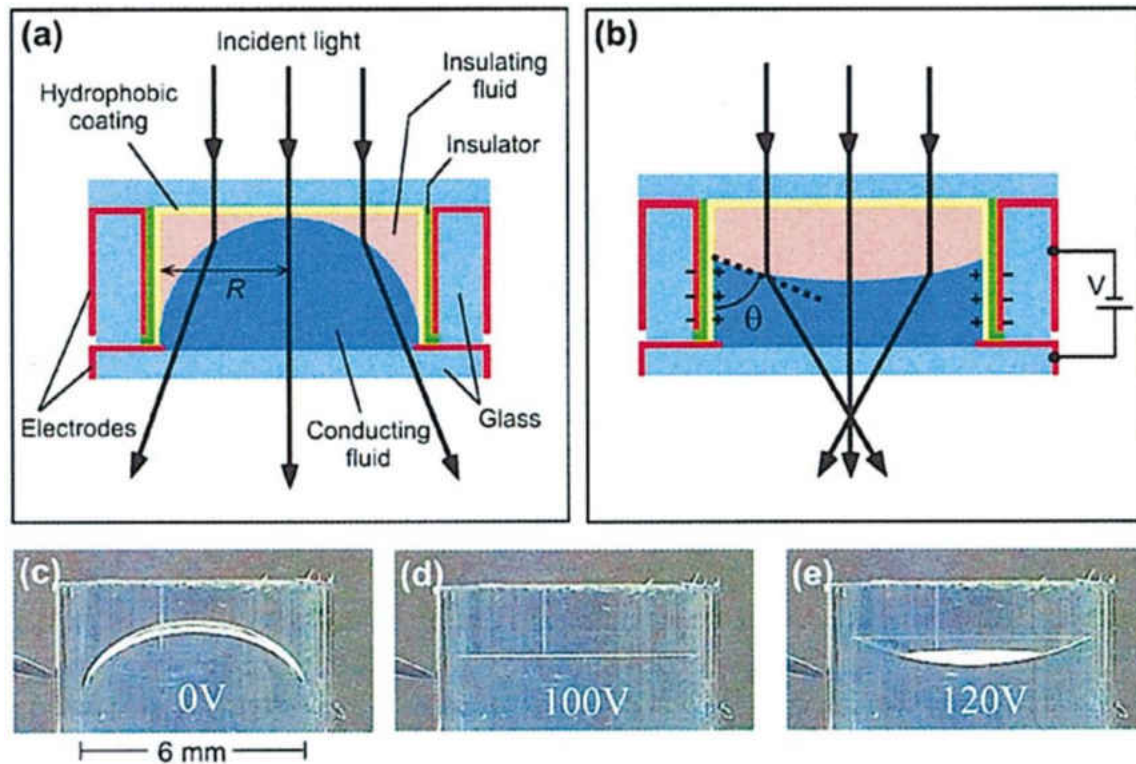 (a)
Incident light
Hydrophobic
coating
Insulating
fluid
Insulator
R
Electrodes
Conducting
fluid
Glass
(b)
θ
V
(c)
0V
6 mm
(d)
100V
(e)
120V